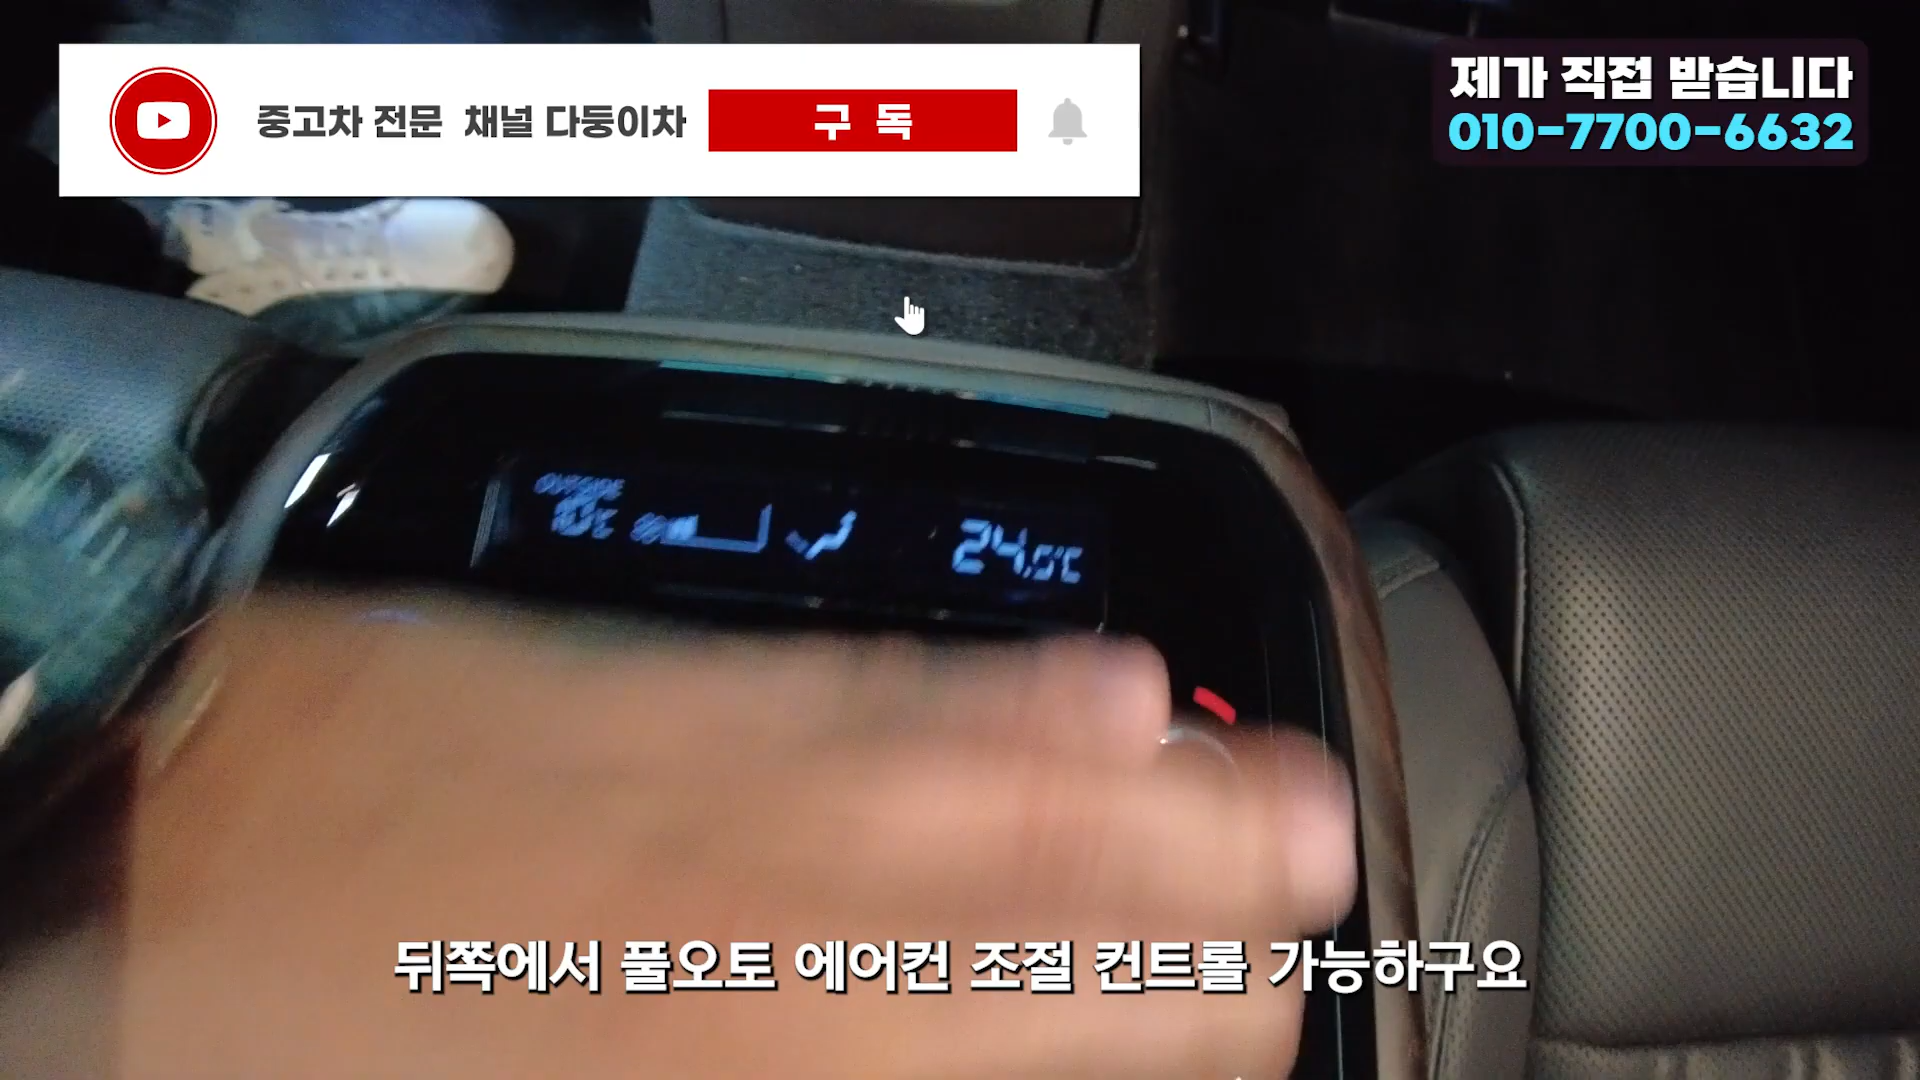 중고차 전문 채널 다둥이차
구 독
제가 직접 받습니다
010-7700-6632
OUTSIDE
24.5°C
뒤쪽에서 풀오토 에어컨 조절 컨트롤 가능하구요